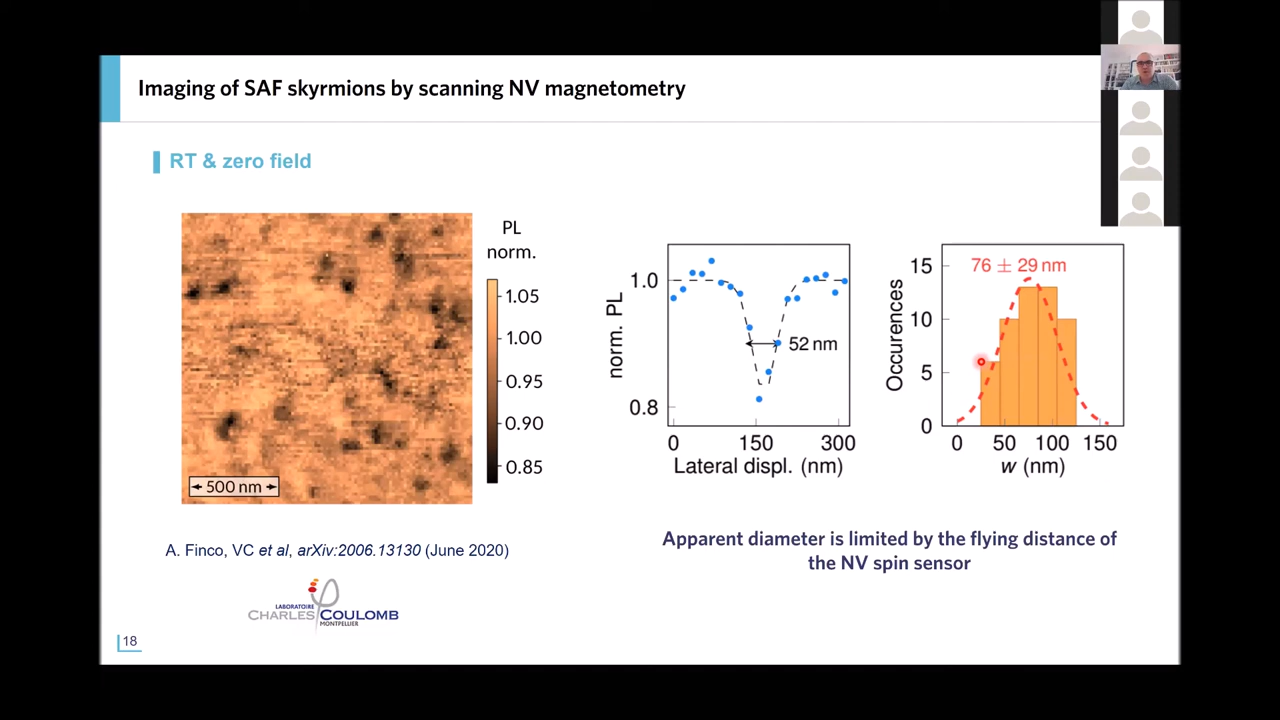 Imaging of SAF skyrmions by scanning NV magnetometry
RT & zero field
PL
norm.
1.05
1.00
0.95
0.90
0.85
500 nm
norm. PL
1.0
0.8
52 nm
0
150
300
Lateral displ. (nm)
Occurences
15
10
5
0
76 ± 29 nm
0
50
100
150
w (nm)
A. Finco, VC et al, arXiv:2006.13130 (June 2020)
Apparent diameter is limited by the flying distance of
the NV spin sensor
LABORATOIRE
CHARLES COULOMB
MONTPELLIER
18